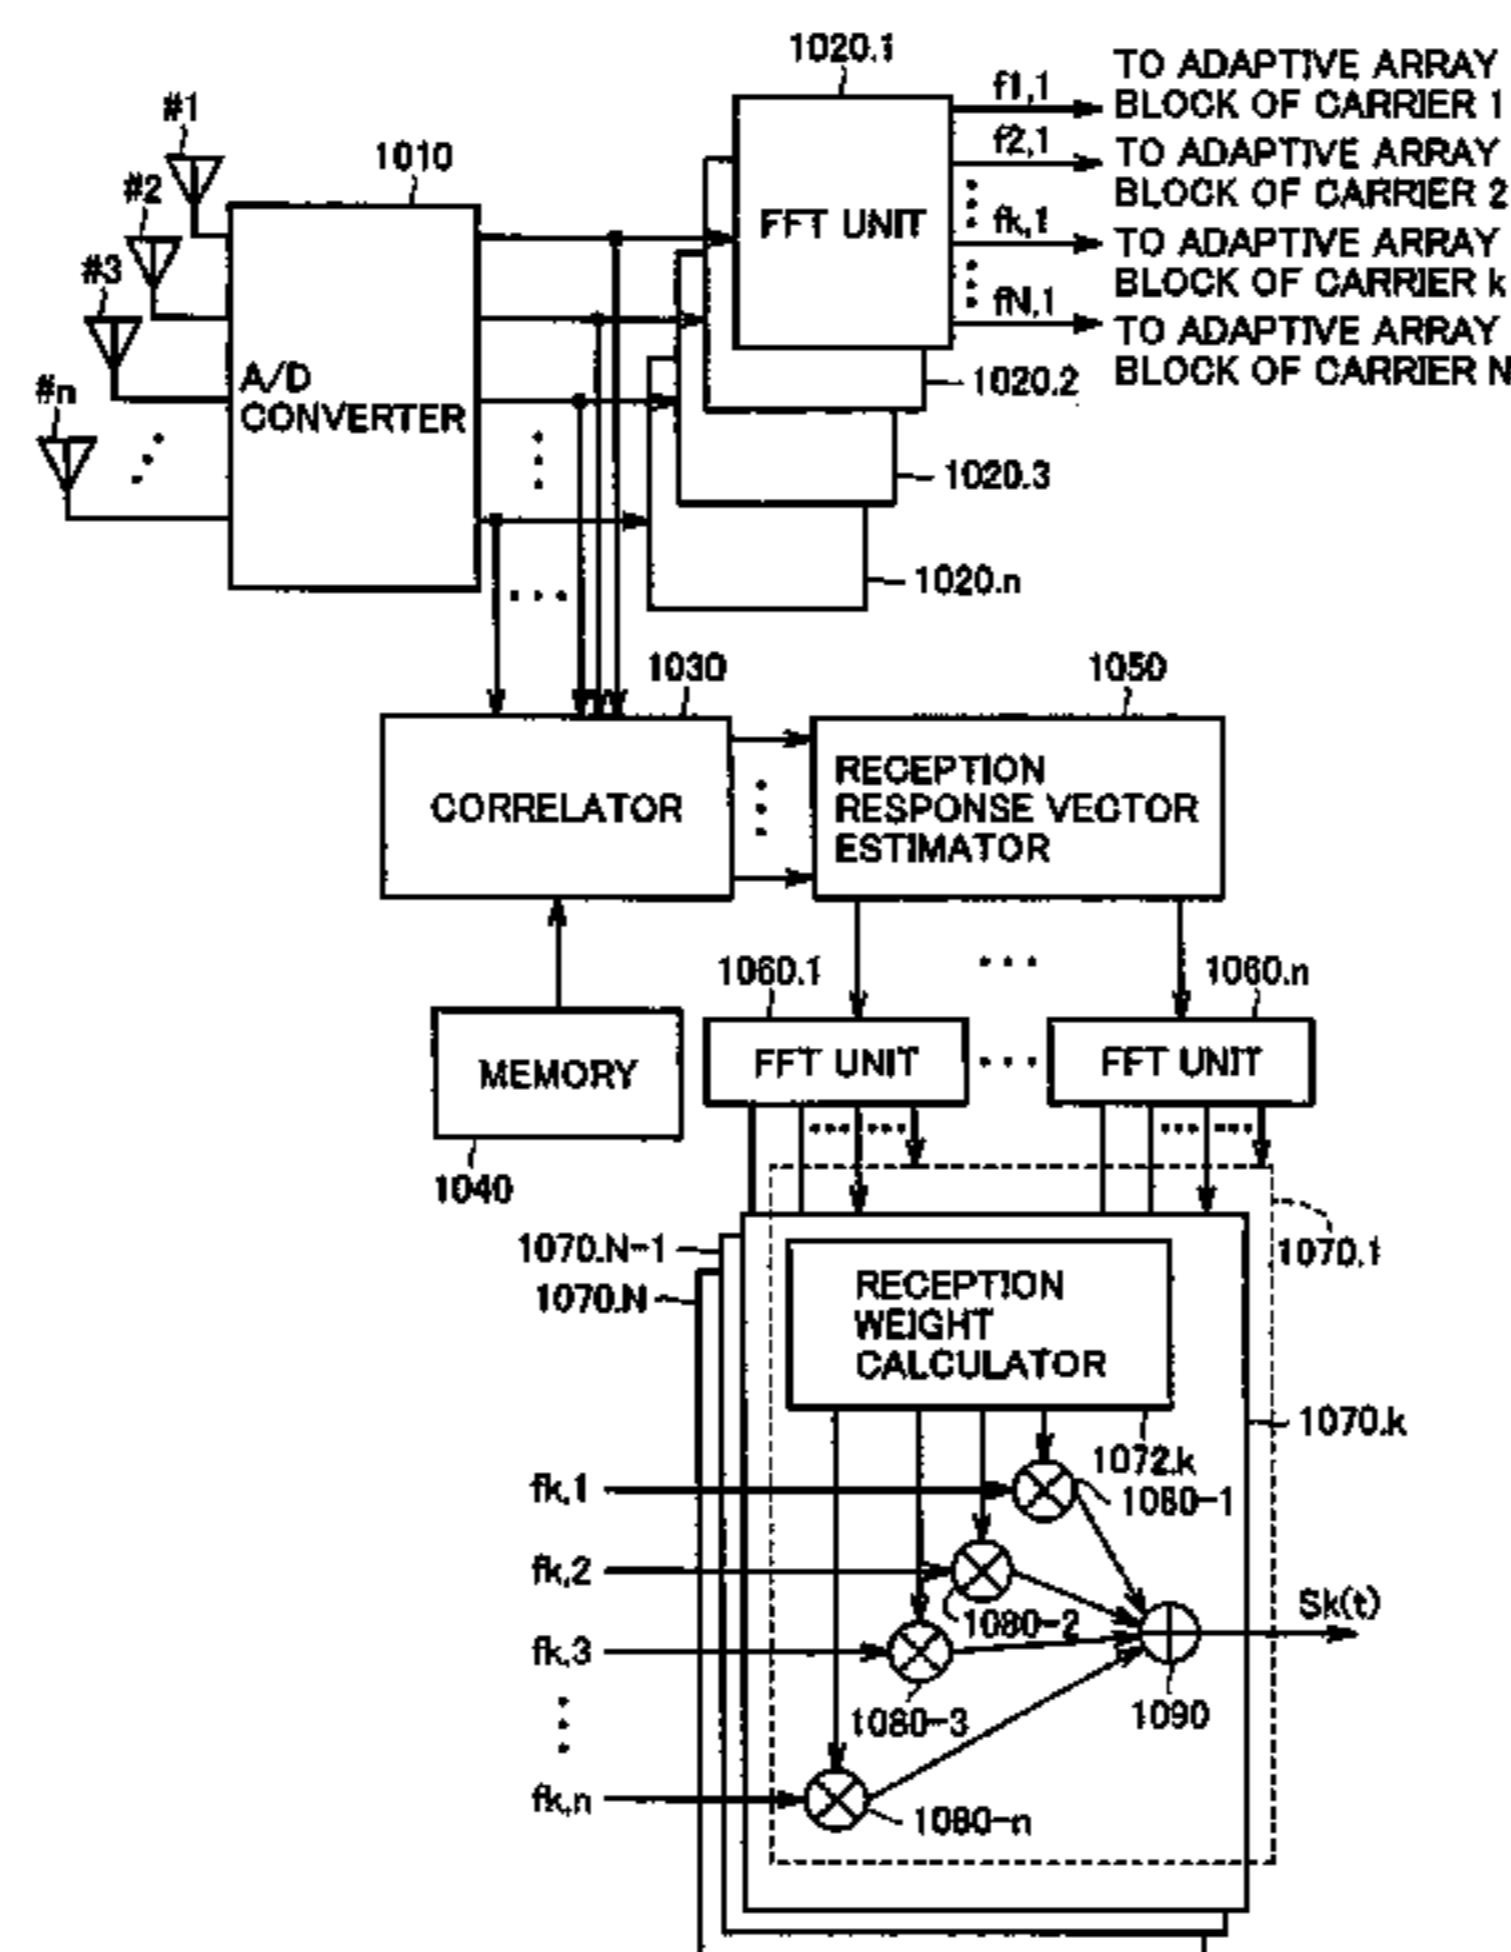 1020.1
#1
#2
#3
#n
1010
A/D
CONVERTER
FFT UNIT
f1,1
TO ADAPTIVE ARRAY
BLOCK OF CARRIER 1
f2,1
TO ADAPTIVE ARRAY
BLOCK OF CARRIER 2
fk,1
TO ADAPTIVE ARRAY
BLOCK OF CARRIER k
fN,1
TO ADAPTIVE ARRAY
BLOCK OF CARRIER N
1020.2
1020.3
1020.n
1030
1050
CORRELATOR
RECEPTION
RESPONSE VECTOR
ESTIMATOR
1060.1
1060.n
MEMORY
FFT UNIT
FFT UNIT
1040
1070.N-1
1070.N
1070.1
RECEPTION
WEIGHT
CALCULATOR
1070.k
1072.k
fk,1
1080-1
fk,2
1080-2
Sk(t)
fk,3
1080-3
1090
fk,n
1080-n